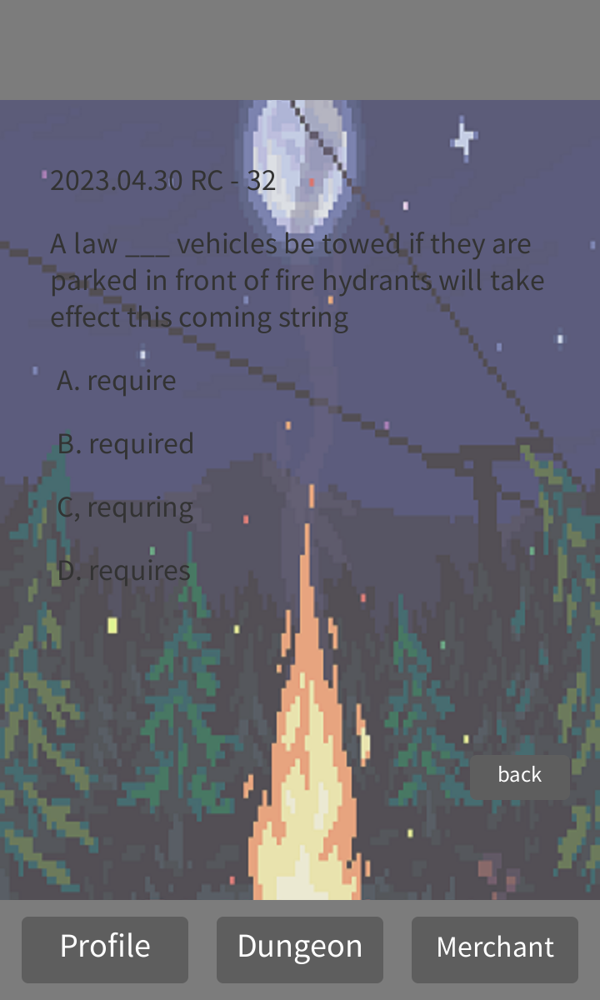 2023.04.30 RC - 32
A law ___ vehicles be towed if they are
parked in front of fire hydrants will take
effect this coming string
A. require
B. required
C, requring
D. requires
back
Profile
Dungeon
Merchant